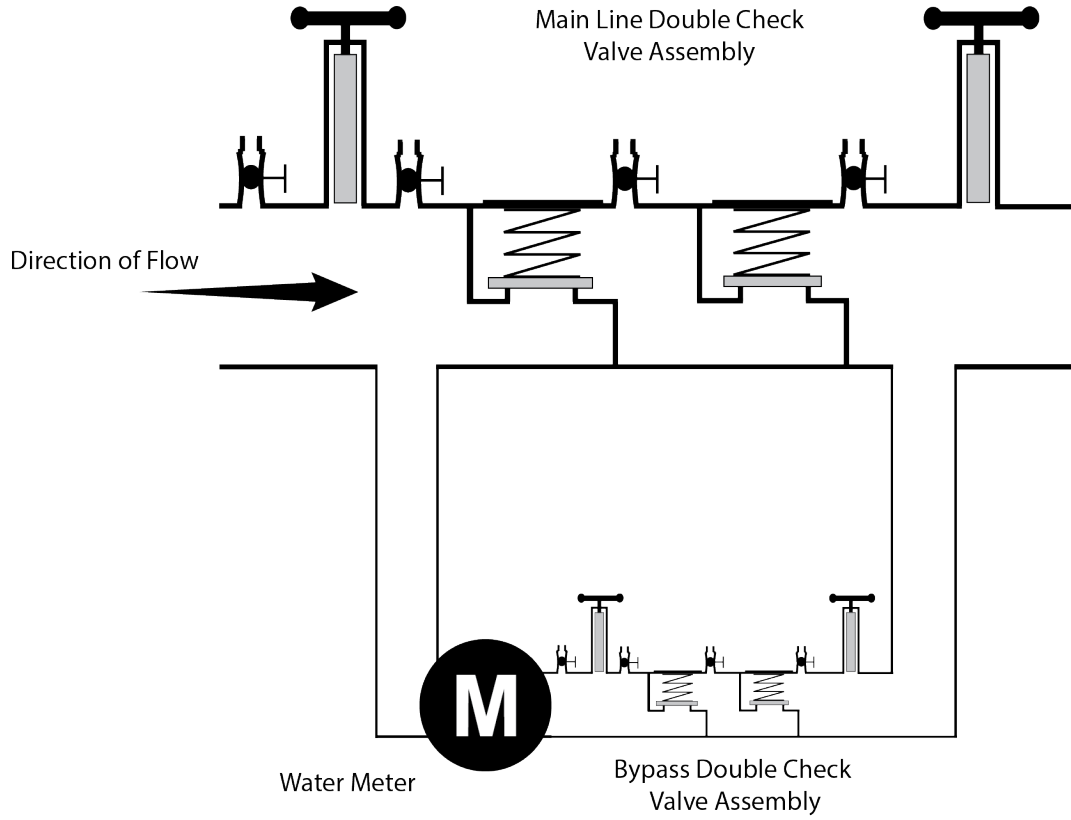 Main Line Double Check
Valve Assembly
Direction of Flow
M
Water Meter
Bypass Double Check
Valve Assembly